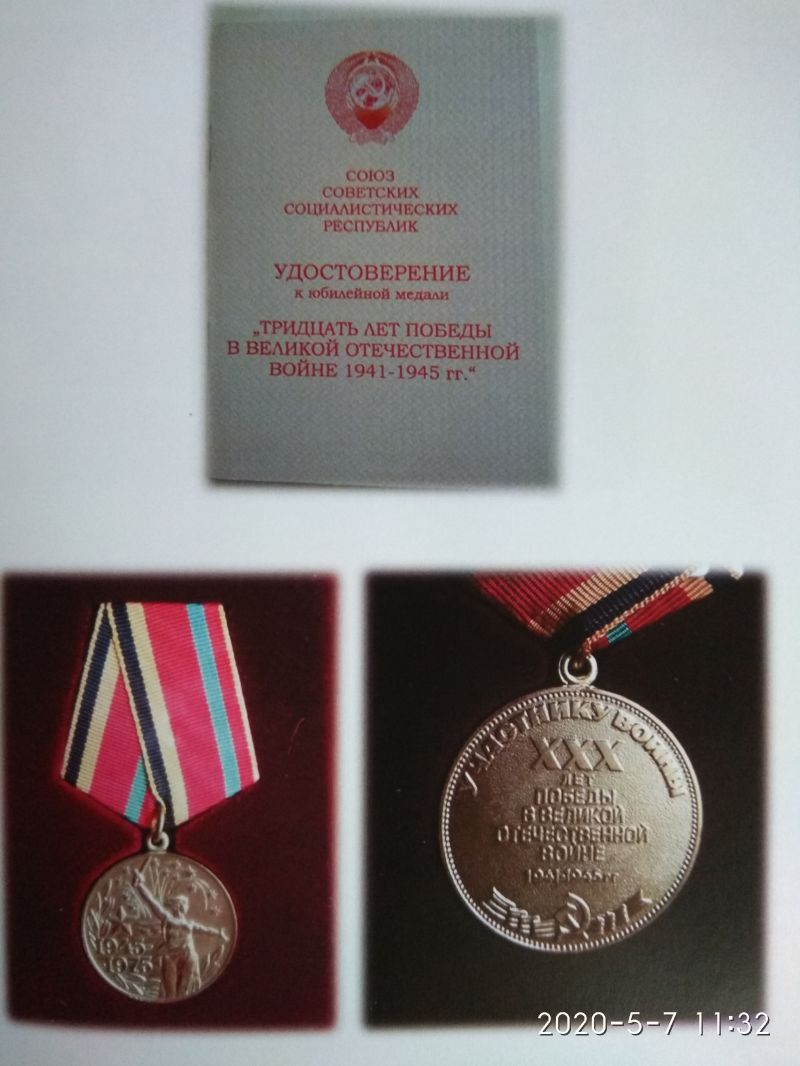 СОЮЗ
СОВЕТСКИХ
СОЦИАЛИСТИЧЕСКИХ
РЕСПУБЛИК
УДОСТОВЕРЕНИЕ
к юбилейной медали
„ТРИДЦАТЬ ЛЕТ ПОБЕДЫ
В ВЕЛИКОЙ ОТЕЧЕСТВЕННОЙ
ВОЙНЕ 1941-1945 гг.“
1945
1975
УЧАСТНИКУ ВОЙНЫ
XXX
ЛЕТ
ПОБЕДЫ
В ВЕЛИКОЙ
ОТЕЧЕСТВЕННОЙ
ВОЙНЕ
1941-1945 гг
2020-5-7 11:32